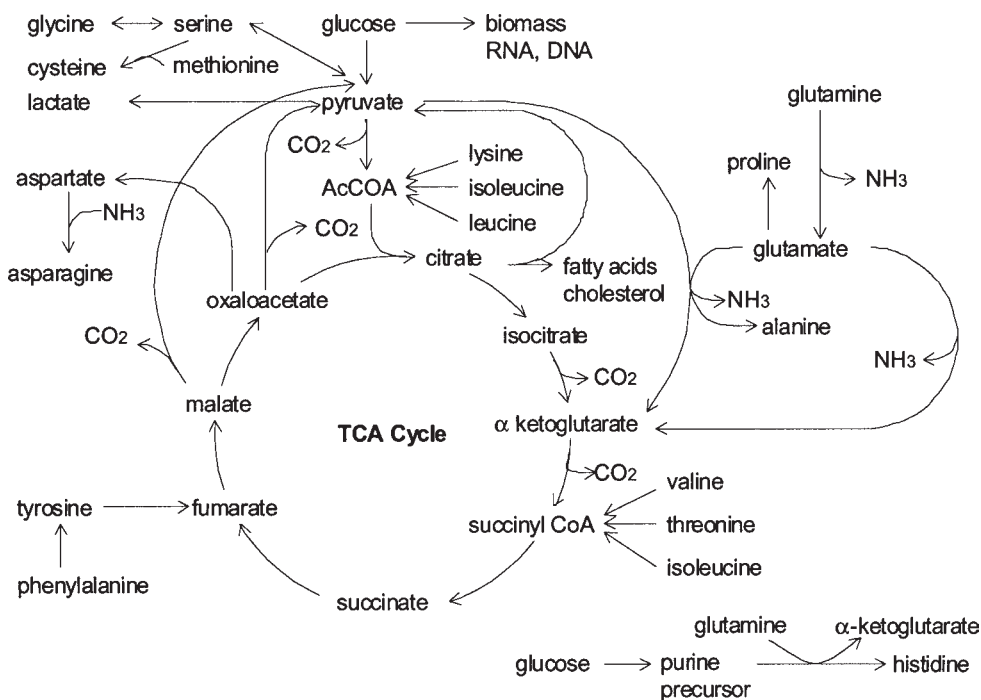 glycine
serine
glucose
biomass
RNA, DNA
cysteine
methionine
lactate
pyruvate
glutamine
CO2
lysine
proline
aspartate
AcCOA
isoleucine
NH3
NH3
CO2
leucine
asparagine
citrate
fatty acids
cholesterol
glutamate
oxaloacetate
NH3
alanine
CO2
isocitrate
NH3
CO2
malate
TCA Cycle
α ketoglutarate
CO2
valine
tyrosine
fumarate
succinyl CoA
threonine
isoleucine
phenylalanine
succinate
glutamine
α-ketoglutarate
glucose
purine
precursor
histidine